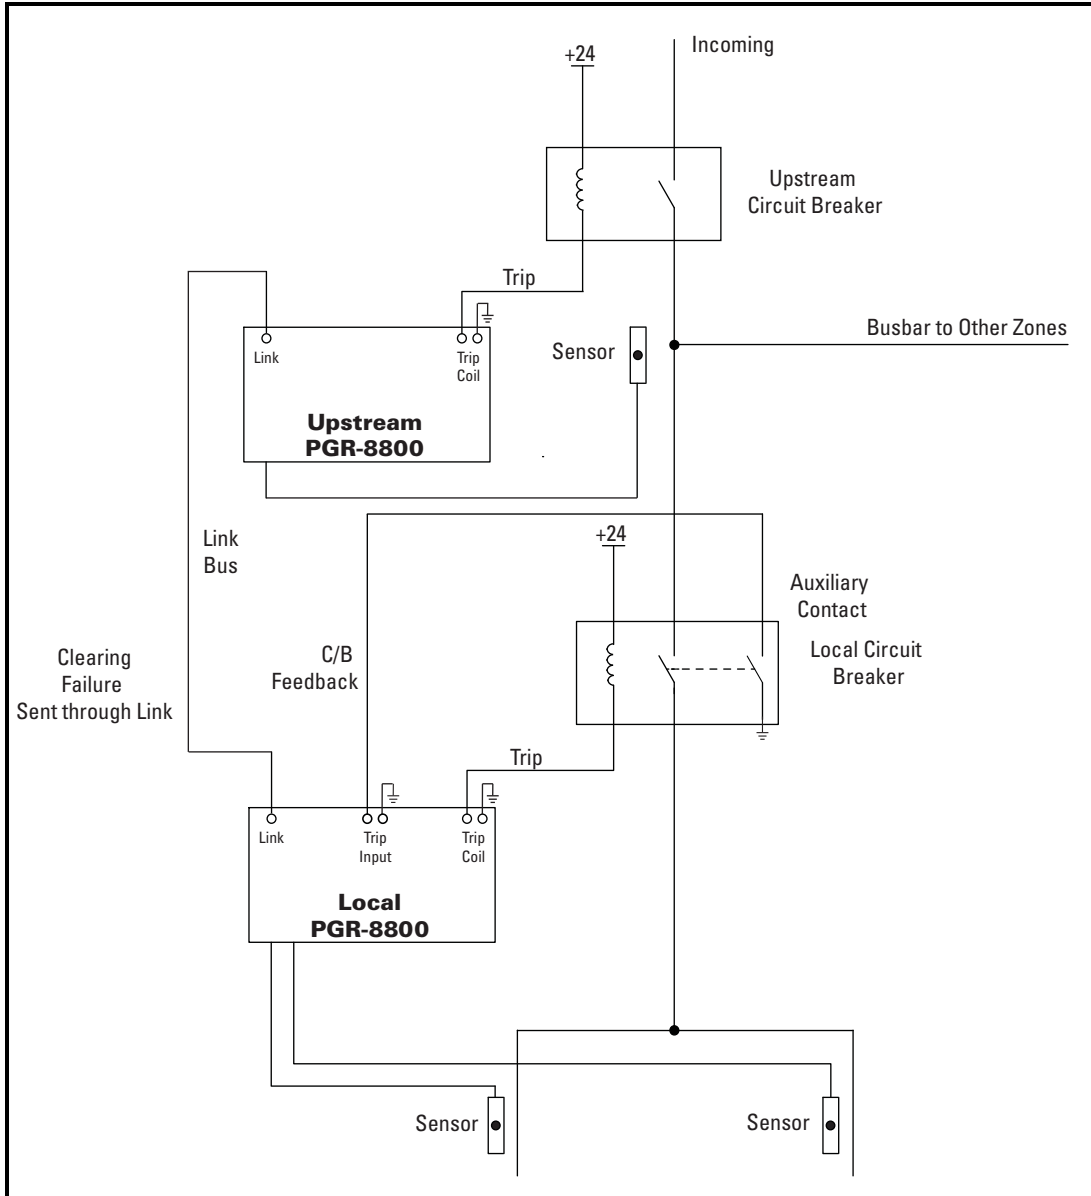 Incoming
+24
Upstream
Circuit Breaker
Trip
Busbar to Other Zones
Sensor
Link
Trip
Coil
Upstream
PGR-8800
Link
Bus
+24
Auxiliary
Contact
C/B
Feedback
Local Circuit
Breaker
Clearing
Failure
Sent through Link
Trip
Link
Trip
Input
Trip
Coil
Local
PGR-8800
Sensor
Sensor